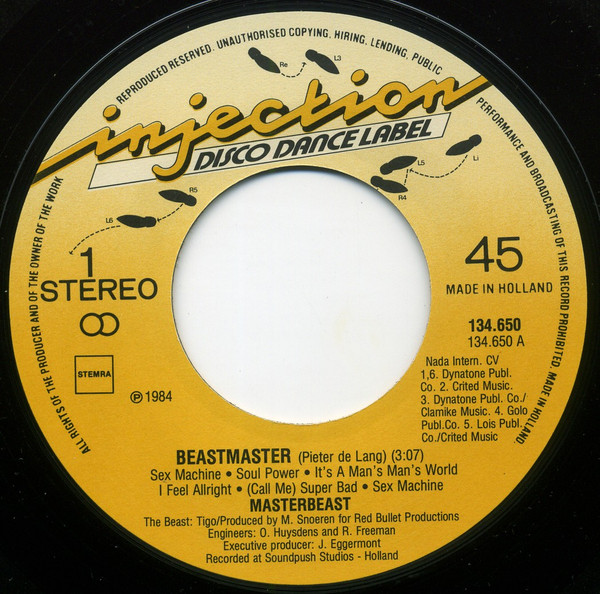 ALL RIGHTS OF THE PRODUCER AND OF THE OWNER OF THE WORK REPRODUCED RESERVED. UNAUTHORISED COPYING, HIRING, LENDING, PUBLIC PERFORMANCE AND BROADCASTING OF THIS RECORD PROHIBITED. MADE IN HOLLAND.
Re
L3
injection
DISCO DANCE LABEL
L5
Li
R4
R5
L6
1
STEREO
45
MADE IN HOLLAND
134.650
134.650 A
STEMRA
℗ 1984
Nada Intern. CV
1,6. Dynatone Publ.
Co. 2. Crited Music.
3. Dynatone Publ. Co./
Clamike Music. 4. Golo
Publ.Co. 5. Lois Publ.
Co./Crited Music
BEASTMASTER (Pieter de Lang) (3:07)
Sex Machine • Soul Power • It's A Man's Man's World
I Feel Allright • (Call Me) Super Bad • Sex Machine
MASTERBEAST
The Beast: Tigo/Produced by M. Snoeren for Red Bullet Productions
Engineers: O. Huysdens en R. Freeman
Executive producer: J. Eggermont
Recorded at Soundpush Studios - Holland